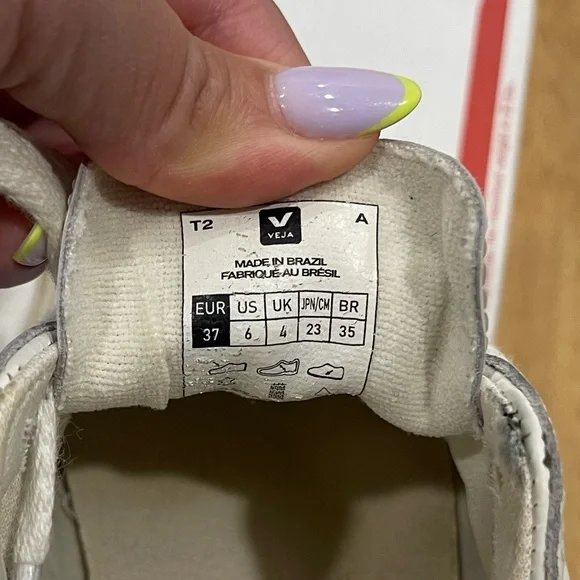 T2 V VEJA A
MADE IN BRAZIL
FABRIQUÉ AU BRÉSIL
EUR US UK JPN/CM BR
37 6 4 23 35